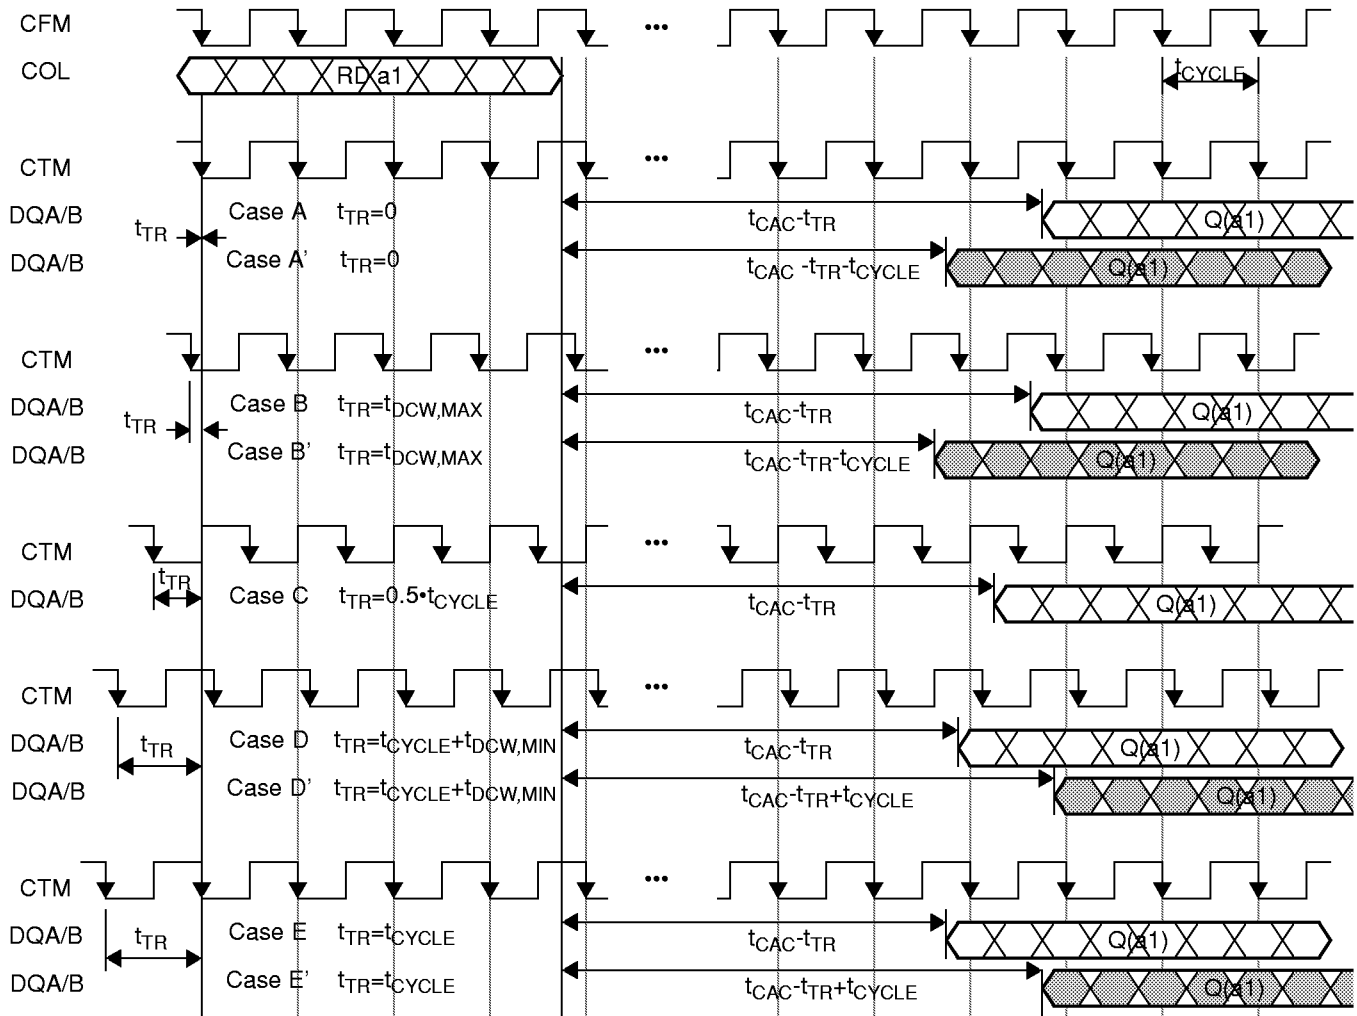 CFM •••
COL RD a1 tCYCLE
CTM •••
DQA/B Case A tTR=0 tCAC-tTR Q(a1)
tTR
DQA/B Case A’ tTR=0 tCAC -tTR-tCYCLE Q(a1)
CTM •••
DQA/B Case B tTR=tDCW,MAX tCAC-tTR Q(a1)
tTR
DQA/B Case B’ tTR=tDCW,MAX tCAC-tTR-tCYCLE Q(a1)
CTM •••
tTR
DQA/B Case C tTR=0.5•tCYCLE tCAC-tTR Q(a1)
CTM •••
DQA/B tTR Case D tTR=tCYCLE+tDCW,MIN tCAC-tTR Q(a1)
DQA/B Case D’ tTR=tCYCLE+tDCW,MIN tCAC-tTR+tCYCLE Q(a1)
CTM •••
DQA/B tTR Case E tTR=tCYCLE tCAC-tTR Q(a1)
DQA/B Case E’ tTR=tCYCLE tCAC-tTR+tCYCLE Q(a1)